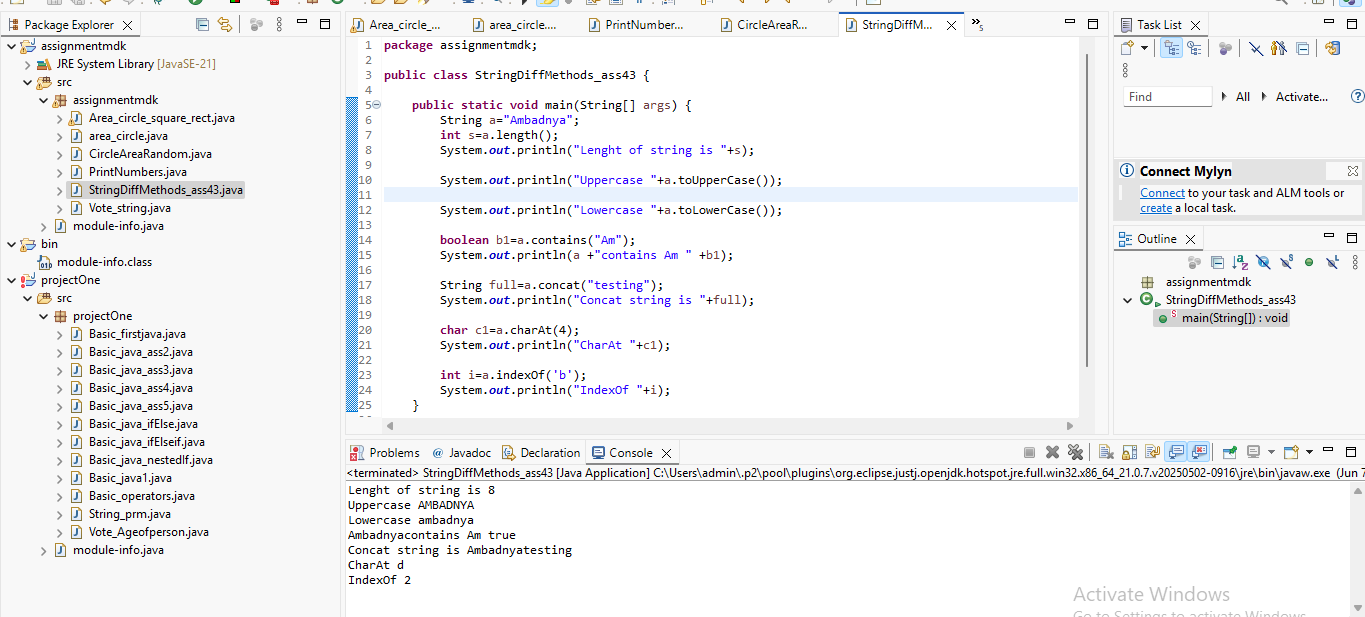 Package Explorer
assignmentmdk
JRE System Library [JavaSE-21]
src
assignmentmdk
Area_circle_square_rect.java
area_circle.java
CircleAreaRandom.java
PrintNumbers.java
StringDiffMethods_ass43.java
Vote_string.java
module-info.java
bin
module-info.class
projectOne
src
projectOne
Basic_firstjava.java
Basic_java_ass2.java
Basic_java_ass3.java
Basic_java_ass4.java
Basic_java_ass5.java
Basic_java_ifElse.java
Basic_java_ifElseif.java
Basic_java_nestedIf.java
Basic_java1.java
Basic_operators.java
String_prm.java
Vote_Ageofperson.java
module-info.java
Area_circle_... area_circle.... PrintNumber... CircleAreaR... StringDiffM... »5
1 package assignmentmdk;
2
3 public class StringDiffMethods_ass43 {
4
5 public static void main(String[] args) {
6 String a="Ambadnya";
7 int s=a.length();
8 System.out.println("Lenght of string is "+s);
9
10 System.out.println("Uppercase "+a.toUpperCase());
11
12 System.out.println("Lowercase "+a.toLowerCase());
13
14 boolean b1=a.contains("Am");
15 System.out.println(a +"contains Am " +b1);
16
17 String full=a.concat("testing");
18 System.out.println("Concat string is "+full);
19
20 char c1=a.charAt(4);
21 System.out.println("CharAt "+c1);
22
23 int i=a.indexOf('b');
24 System.out.println("IndexOf "+i);
25 }
Problems @ Javadoc Declaration Console
<terminated> StringDiffMethods_ass43 [Java Application] C:\Users\admin\.p2\pool\plugins\org.eclipse.justj.openjdk.hotspot.jre.full.win32.x86_64_21.0.7.v20250502-0916\jre\bin\javaw.exe (Jun 7
Lenght of string is 8
Uppercase AMBADNYA
Lowercase ambadnya
Ambadnyacontains Am true
Concat string is Ambadnyatesting
CharAt d
IndexOf 2
Task List
Find All Activate...
Connect Mylyn
Connect to your task and ALM tools or
create a local task.
Outline
assignmentmdk
StringDiffMethods_ass43
main(String[]) : void
Activate Windows
Go to Settings to activate Windows.